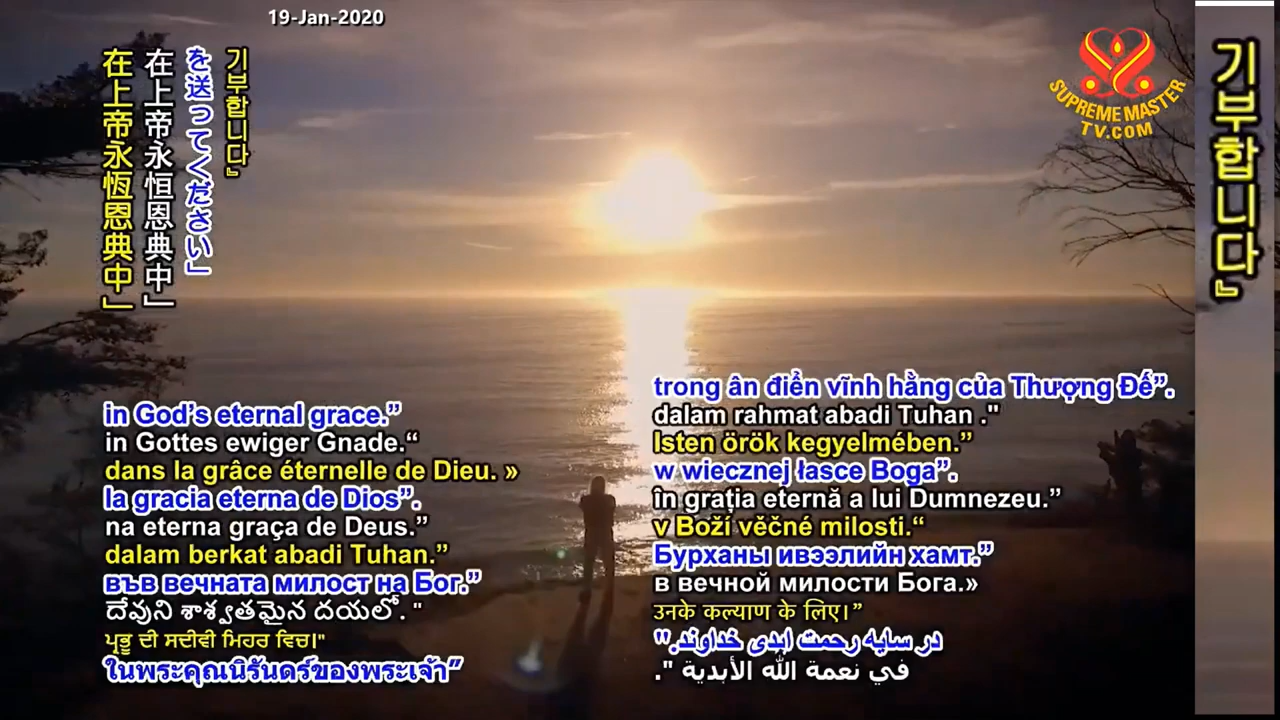 19-Jan-2020
기부합니다』
を送ってください」
在上帝永恒恩典中」
在上帝永恆恩典中」
SUPREME MASTER
TV.COM
기부합니다』
in God’s eternal grace.”
in Gottes ewiger Gnade.“
dans la grâce éternelle de Dieu. »
la gracia eterna de Dios”.
na eterna graça de Deus.”
dalam berkat abadi Tuhan.”
във вечната милост на Бог.”
దేవుని శాశ్వతమైన దయలో. "
ਪ੍ਰਭੂ ਦੀ ਸਦੀਵੀ ਮਿਹਰ ਵਿਚ।"
ในพระคุณนิรันดร์ของพระเจ้า”
trong ân điển vĩnh hằng của Thượng Đế”.
dalam rahmat abadi Tuhan ."
Isten örök kegyelmében.”
w wiecznej łasce Boga”.
în grația eternă a lui Dumnezeu.”
v Boží věčné milosti.“
Бурханы ивээлийн хамт.”
в вечной милости Бога.»
उनके कल्याण के लिए।”
در سایه رحمت ابدی خداوند."
في نعمة الله الأبدية ".